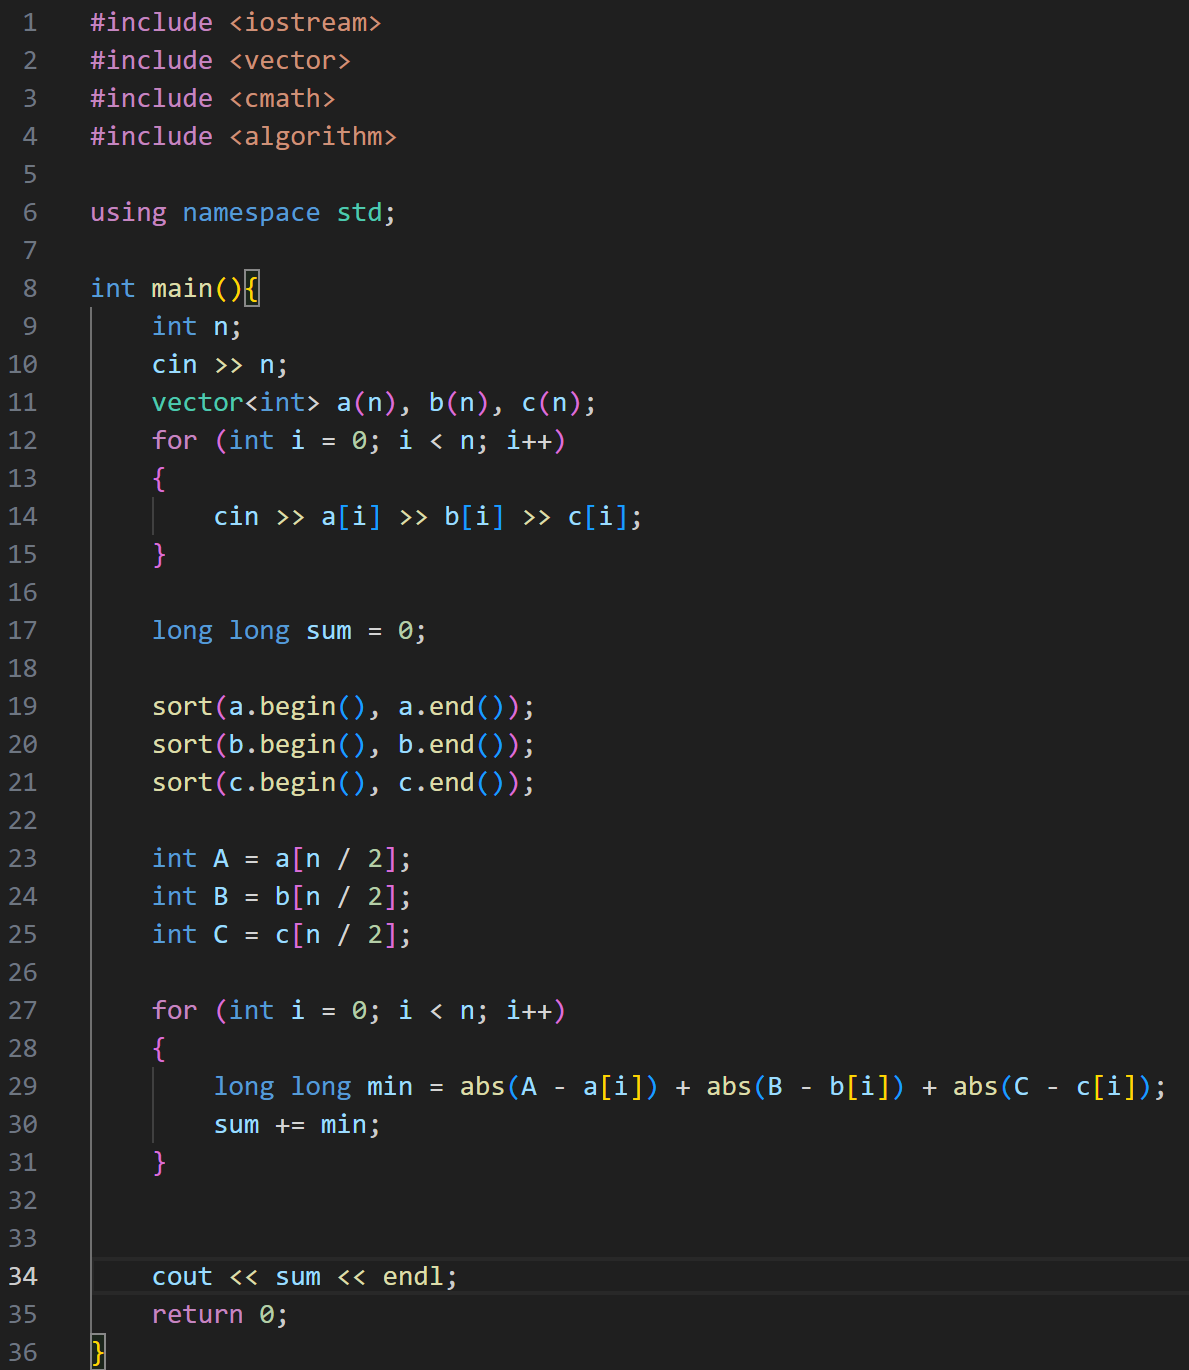 1 #include <iostream>
2 #include <vector>
3 #include <cmath>
4 #include <algorithm>
5
6 using namespace std;
7
8 int main(){
9     int n;
10     cin >> n;
11     vector<int> a(n), b(n), c(n);
12     for (int i = 0; i < n; i++)
13     {
14         cin >> a[i] >> b[i] >> c[i];
15     }
16
17     long long sum = 0;
18
19     sort(a.begin(), a.end());
20     sort(b.begin(), b.end());
21     sort(c.begin(), c.end());
22
23     int A = a[n / 2];
24     int B = b[n / 2];
25     int C = c[n / 2];
26
27     for (int i = 0; i < n; i++)
28     {
29         long long min = abs(A - a[i]) + abs(B - b[i]) + abs(C - c[i]);
30         sum += min;
31     }
32
33
34     cout << sum << endl;
35     return 0;
36 }